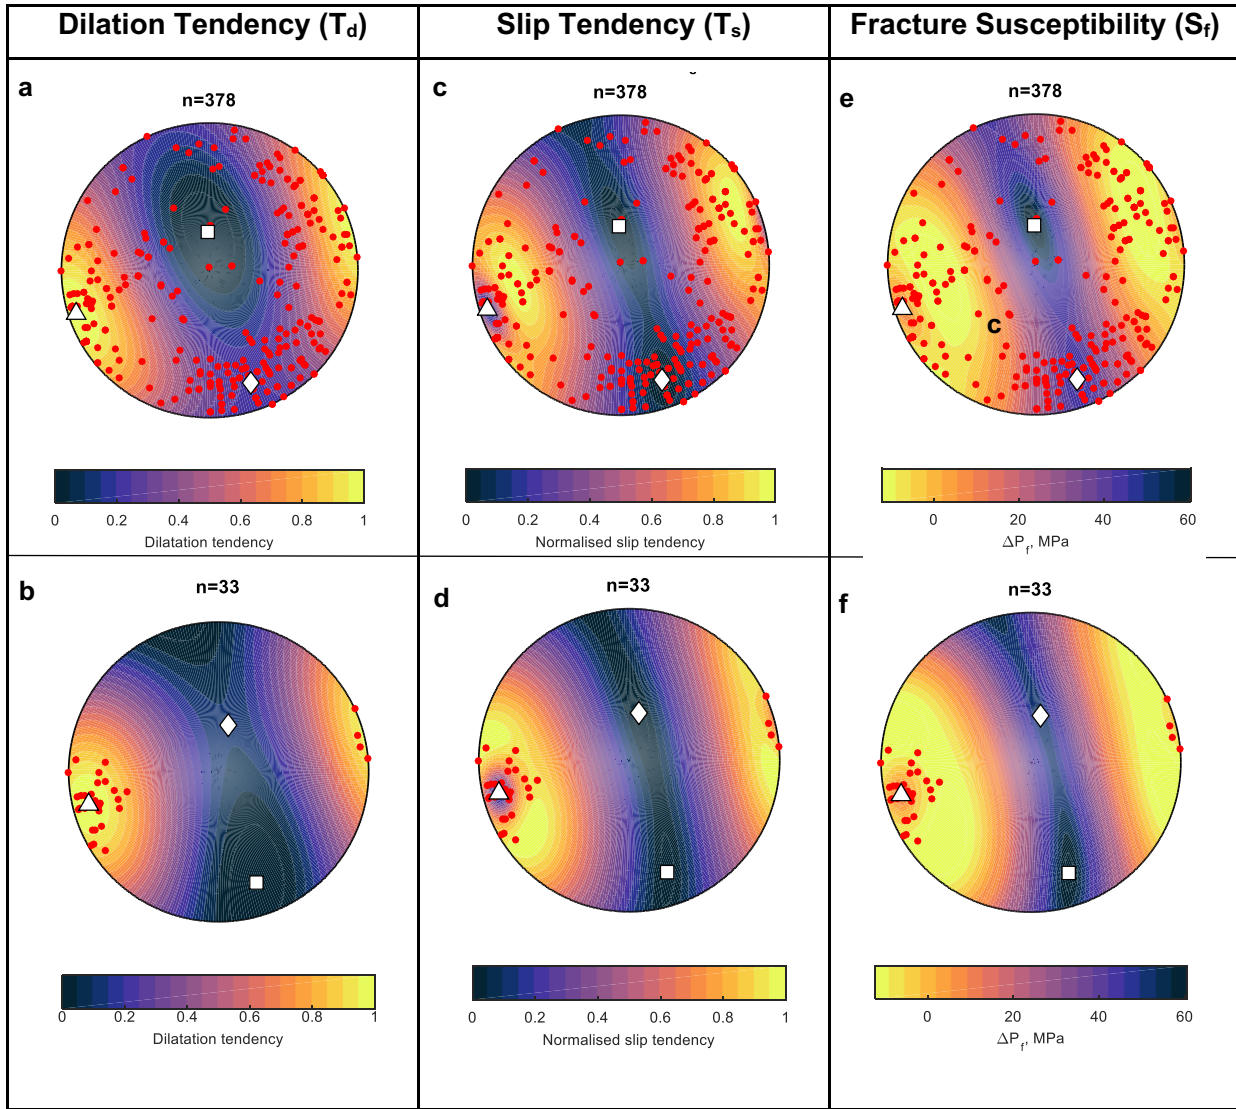 Dilation Tendency (Td)
Slip Tendency (Ts)
Fracture Susceptibility (Sf)
a
n=378
0 0.2 0.4 0.6 0.8 1
Dilatation tendency
c
n=378
0 0.2 0.4 0.6 0.8 1
Normalised slip tendency
e
n=378
c
0 20 40 60
ΔPf, MPa
b
n=33
0 0.2 0.4 0.6 0.8 1
Dilatation tendency
d
n=33
0 0.2 0.4 0.6 0.8 1
Normalised slip tendency
f
n=33
0 20 40 60
ΔPf, MPa